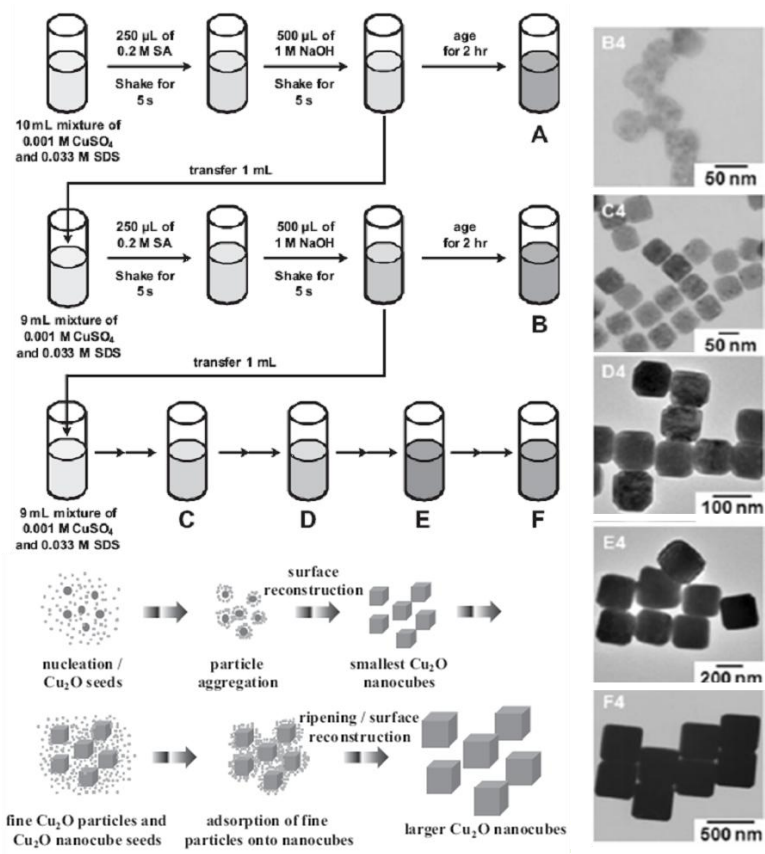 250 µL of
0.2 M SA
Shake for
5 s
500 µL of
1 M NaOH
Shake for
5 s
age
for 2 hr
10 mL mixture of
0.001 M CuSO₄
and 0.033 M SDS
A
transfer 1 mL
250 µL of
0.2 M SA
Shake for
5 s
500 µL of
1 M NaOH
Shake for
5 s
age
for 2 hr
9 mL mixture of
0.001 M CuSO₄
and 0.033 M SDS
B
transfer 1 mL
9 mL mixture of
0.001 M CuSO₄
and 0.033 M SDS
C
D
E
F
nucleation /
Cu₂O seeds
particle
aggregation
surface
reconstruction
smallest Cu₂O
nanocubes
fine Cu₂O particles and
Cu₂O nanocube seeds
adsorption of fine
particles onto nanocubes
ripening / surface
reconstruction
larger Cu₂O nanocubes
B4
50 nm
C4
50 nm
D4
100 nm
E4
200 nm
F4
500 nm